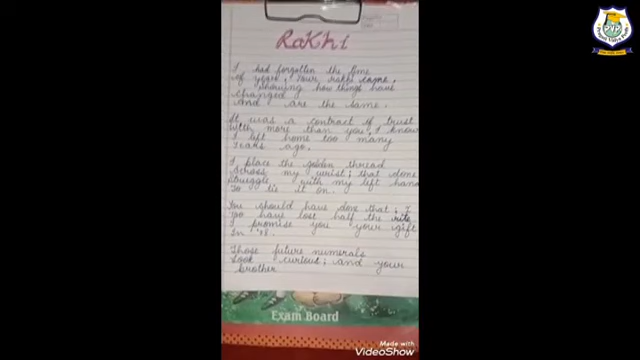 Rakhi
I had forgotten the time
of year. Your rakhi came,
showing how things have
changed
and are the same.
It was a contract of trust
With more than you, I know
I left home too many
Years ago.
I place the golden thread
across my wrist; that done
struggle with my left hand
To tie it on.
You should have done that; I
Too have lost half the rite
I promise you your gift
In '88.
Those future numerals
Look curious; and your
brother
Exam Board
Made with
VideoShow